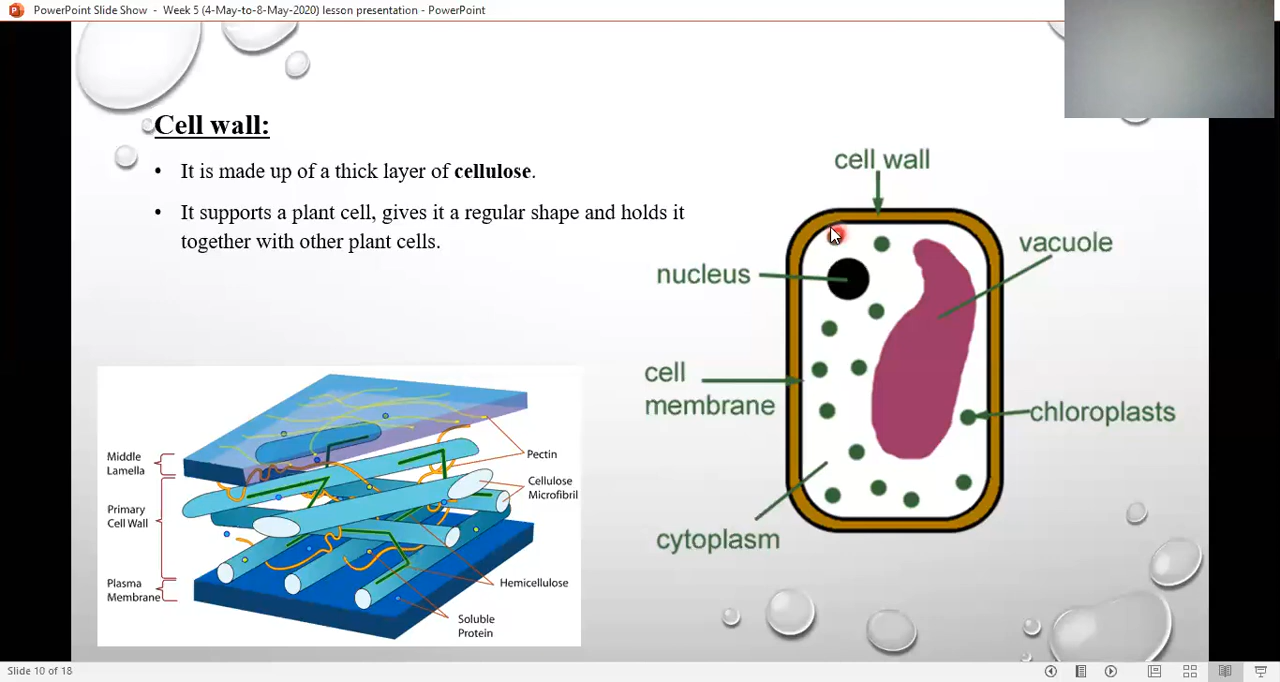 PowerPoint Slide Show - Week 5 (4-May-to-8-May-2020) lesson presentation - PowerPoint
Cell wall:
• It is made up of a thick layer of cellulose.
• It supports a plant cell, gives it a regular shape and holds it
together with other plant cells.
cell wall
vacuole
nucleus
cell
membrane
chloroplasts
cytoplasm
Middle
Lamella
Primary
Cell Wall
Plasma
Membrane
Pectin
Cellulose
Microfibril
Hemicellulose
Soluble
Protein
Slide 10 of 18